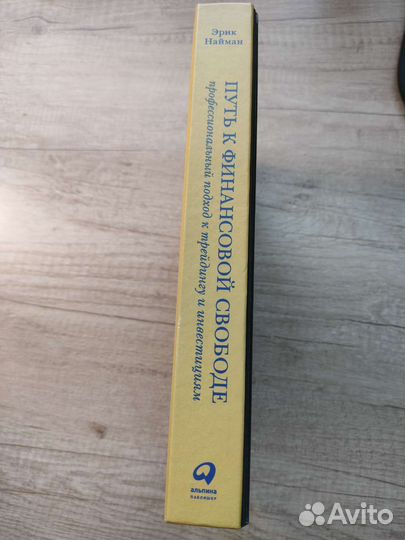 Эрик
Найман
ПУТЬ К ФИНАНСОВОЙ СВОБОДЕ
профессиональный подход к трейдингу и инвестициям
альпина
ПАБЛИШЕР
Avito